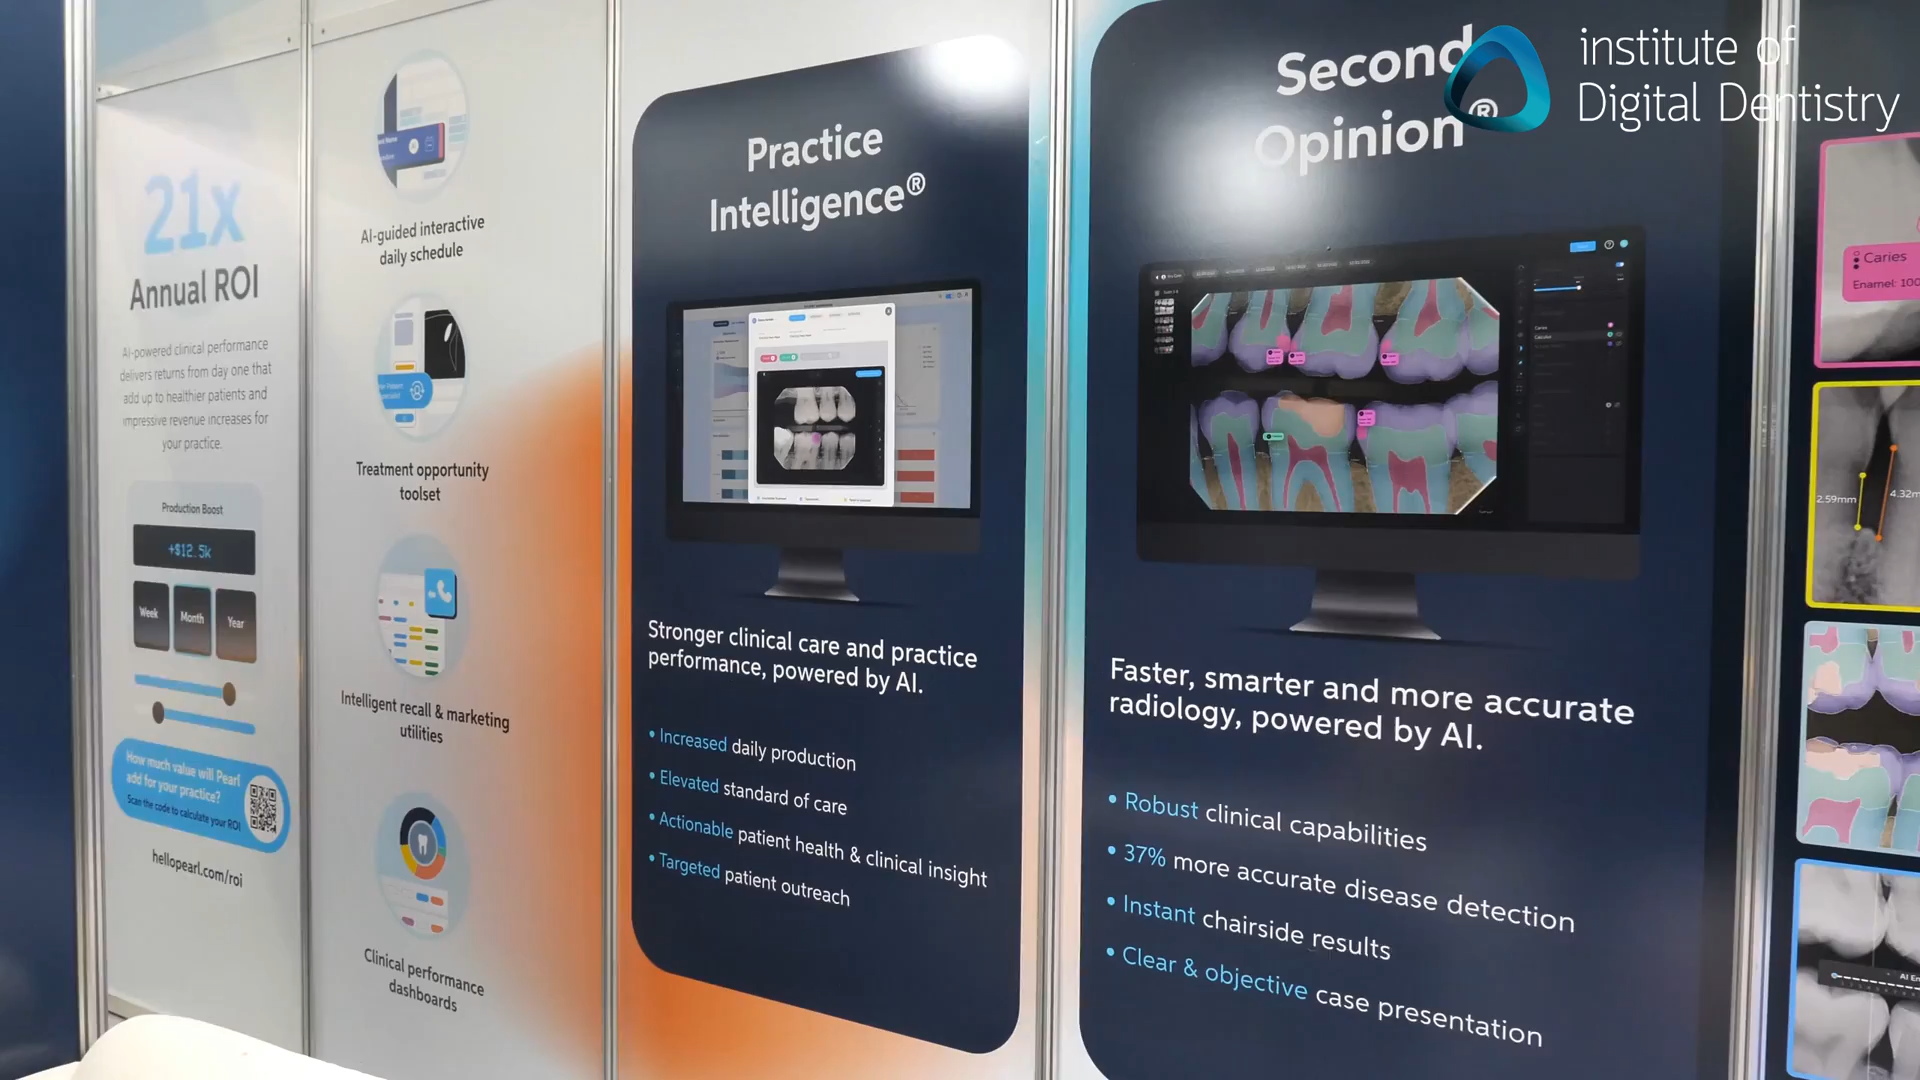 institute of
Digital Dentistry
21x
Annual ROI
AI-powered clinical performance
delivers returns from day one that
add up to healthier patients and
impressive revenue increases for
your practice.
Production Boost
+$12.5k
Week
Month
Year
How much value will Pearl
add for your practice?
Scan the code to calculate your ROI
hellopearl.com/roi
AI-guided interactive
daily schedule
Treatment opportunity
toolset
Intelligent recall & marketing
utilities
Clinical performance
dashboards
Practice
Intelligence®
Stronger clinical care and practice
performance, powered by AI.
• Increased daily production
• Elevated standard of care
• Actionable patient health & clinical insight
• Targeted patient outreach
Second
Opinion®
Faster, smarter and more accurate
radiology, powered by AI.
• Robust clinical capabilities
• 37% more accurate disease detection
• Instant chairside results
• Clear & objective case presentation
Caries
Enamel: 100
2.59mm
4.32m